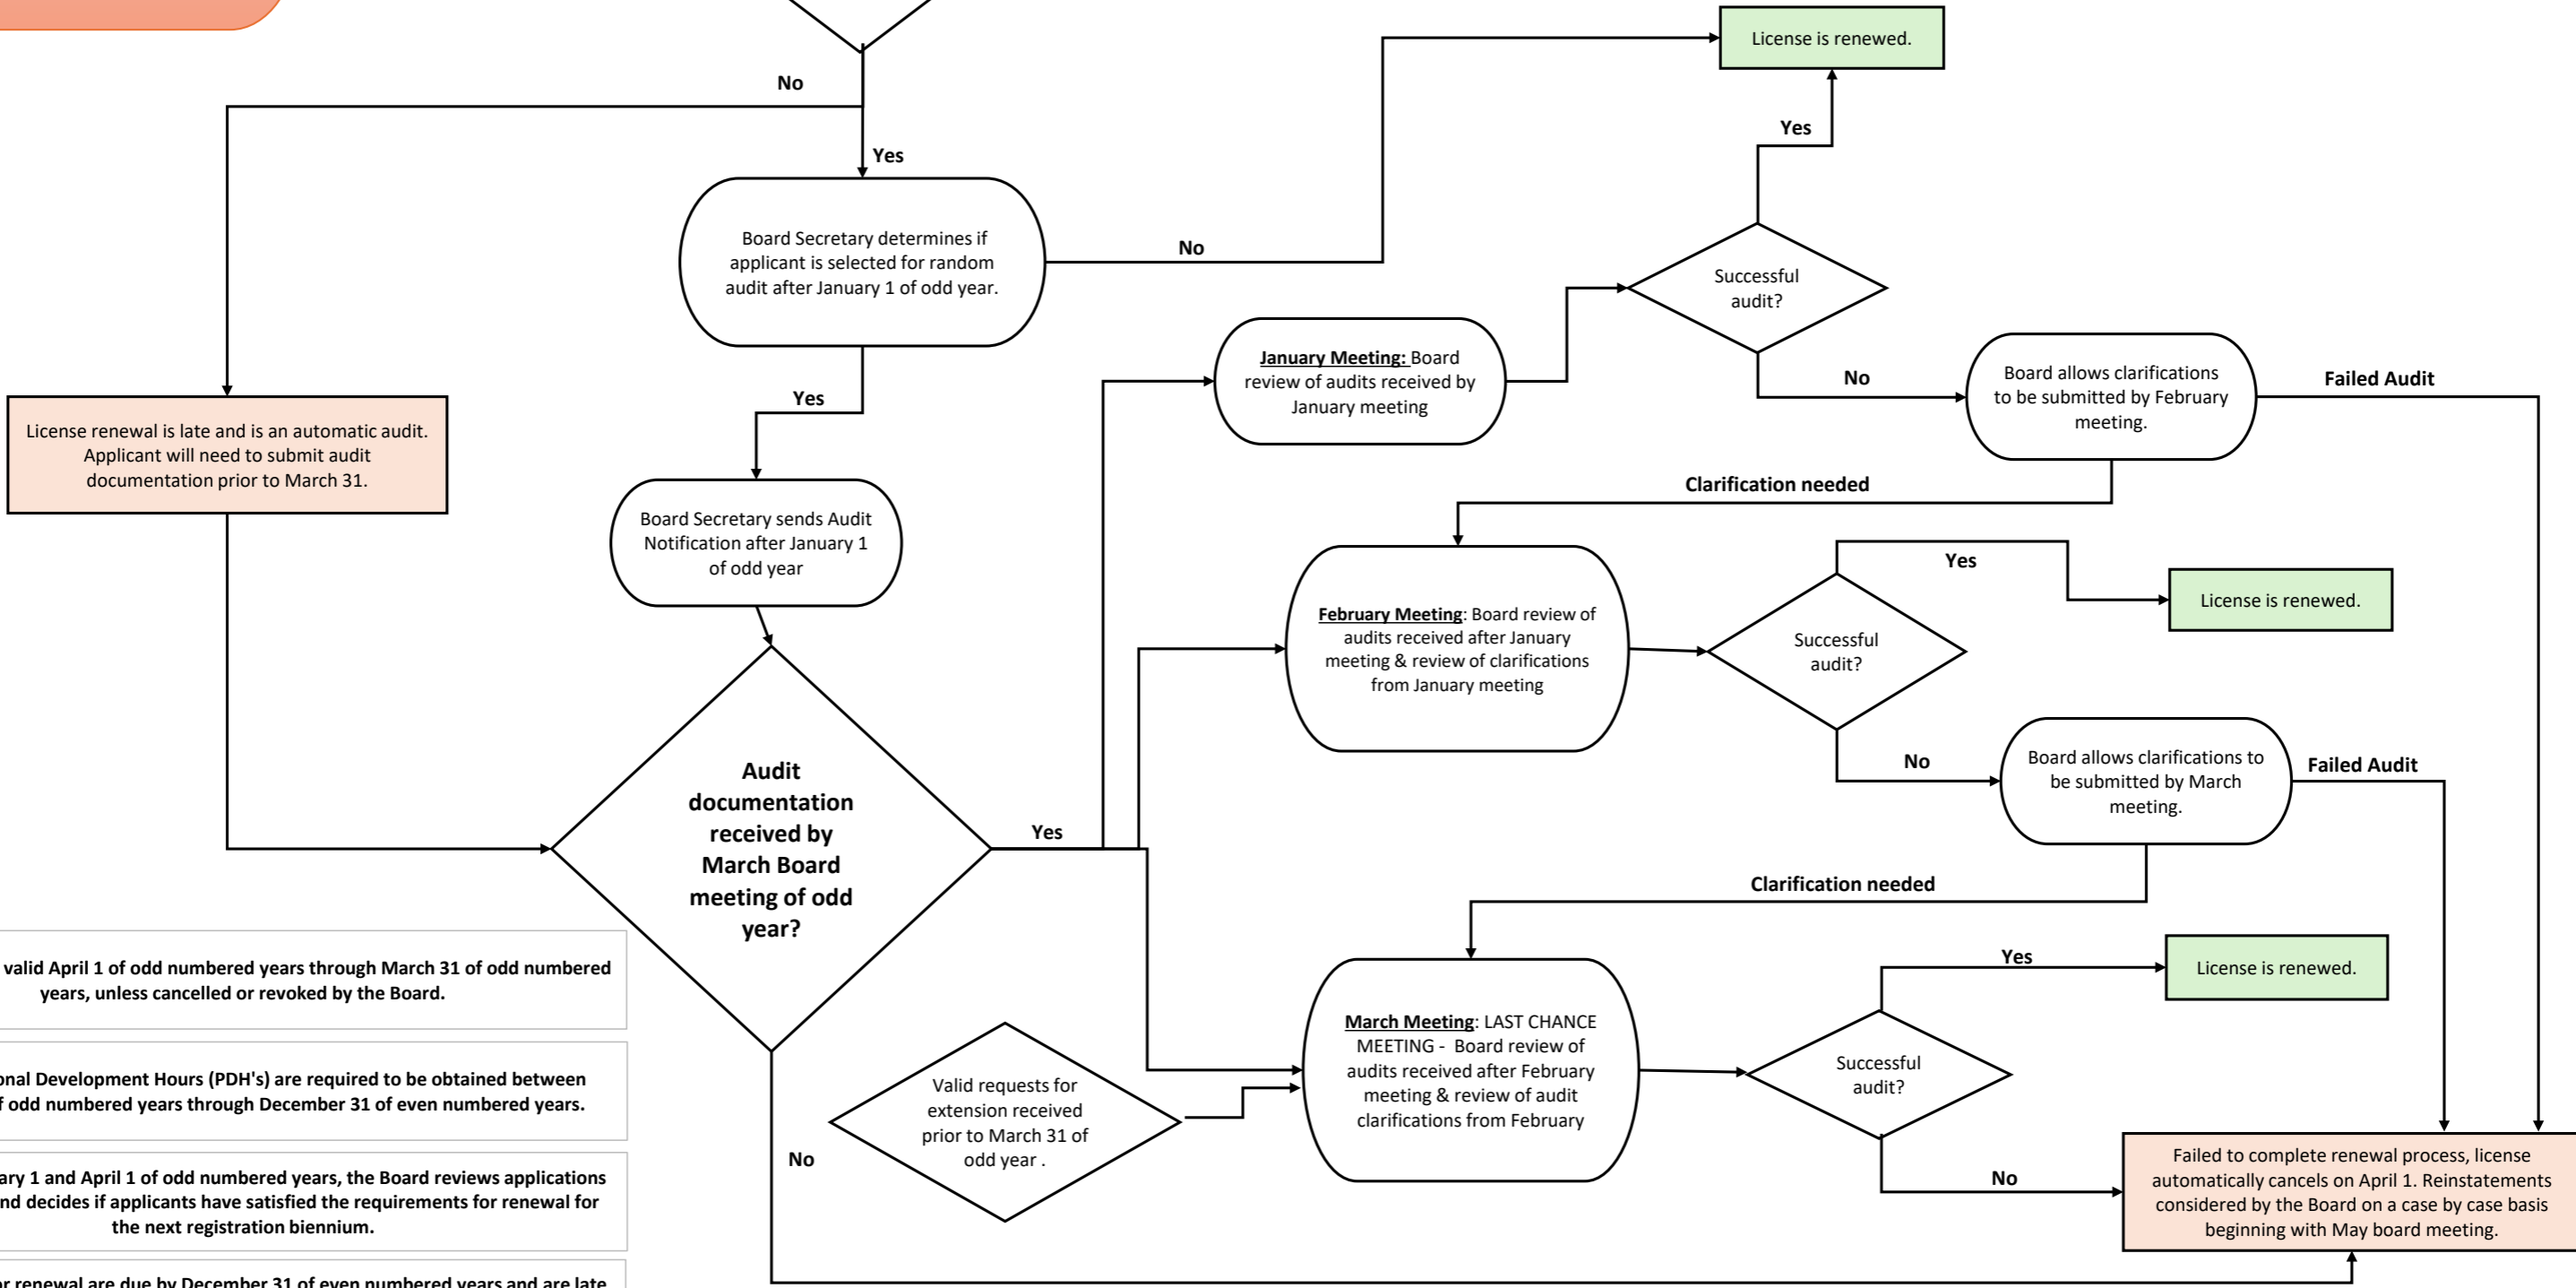 License is renewed.
No
Yes
Yes
Board Secretary determines if
applicant is selected for random
audit after January 1 of odd year.
No
Successful
audit?
January Meeting: Board
review of audits received by
January meeting
No
Board allows clarifications
to be submitted by February
meeting.
Failed Audit
Yes
License renewal is late and is an automatic audit.
Applicant will need to submit audit
documentation prior to March 31.
Clarification needed
Board Secretary sends Audit
Notification after January 1
of odd year
Yes
License is renewed.
February Meeting: Board review of
audits received after January
meeting & review of clarifications
from January meeting
Successful
audit?
No
Board allows clarifications to
be submitted by March
meeting.
Failed Audit
Audit
documentation
received by
March Board
meeting of odd
year?
Yes
Clarification needed
valid April 1 of odd numbered years through March 31 of odd numbered
years, unless cancelled or revoked by the Board.
Yes
License is renewed.
March Meeting: LAST CHANCE
MEETING - Board review of
audits received after February
meeting & review of audit
clarifications from February
Successful
audit?
Valid requests for
extension received
prior to March 31 of
odd year .
Development Hours (PDH's) are required to be obtained between
odd numbered years through December 31 of even numbered years.
No
No
Failed to complete renewal process, license
automatically cancels on April 1. Reinstatements
considered by the Board on a case by case basis
beginning with May board meeting.
1 and April 1 of odd numbered years, the Board reviews applications
decides if applicants have satisfied the requirements for renewal for
the next registration biennium.
renewal are due by December 31 of even numbered years and are late